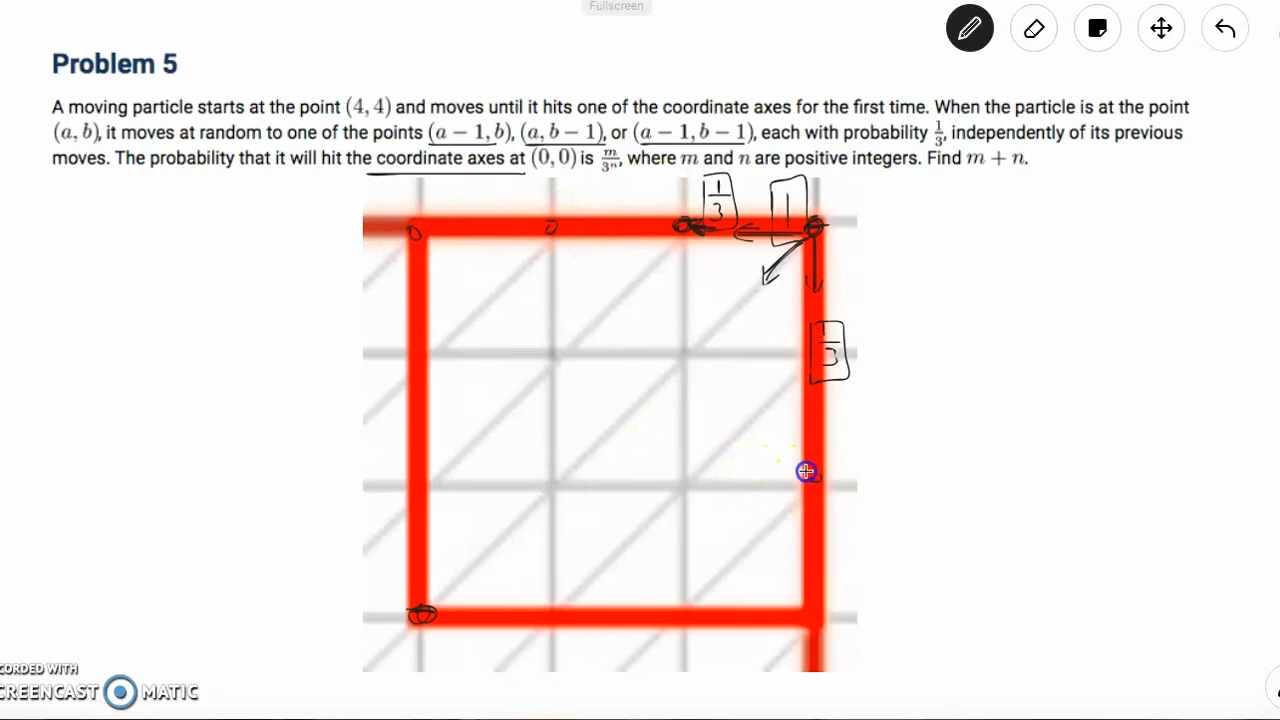 Fullscreen
Problem 5
A moving particle starts at the point (4, 4) and moves until it hits one of the coordinate axes for the first time. When the particle is at the point
(a, b), it moves at random to one of the points (a − 1, b), (a, b − 1), or (a − 1, b − 1), each with probability 1/3, independently of its previous
moves. The probability that it will hit the coordinate axes at (0, 0) is m/3ⁿ, where m and n are positive integers. Find m + n.
1/3
1
1/3
CORDED WITH
CREENCAST MATIC